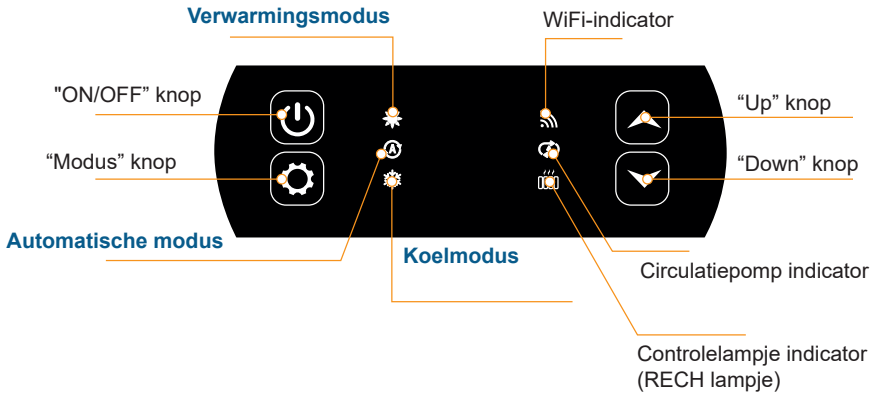 Verwarmingsmodus
WiFi-indicator
"ON/OFF” knop
“Up” knop
“Modus” knop
“Down” knop
A
Automatische modus
Koelmodus
Circulatiepomp indicator
Controlelampje indicator
(RECH lampje)